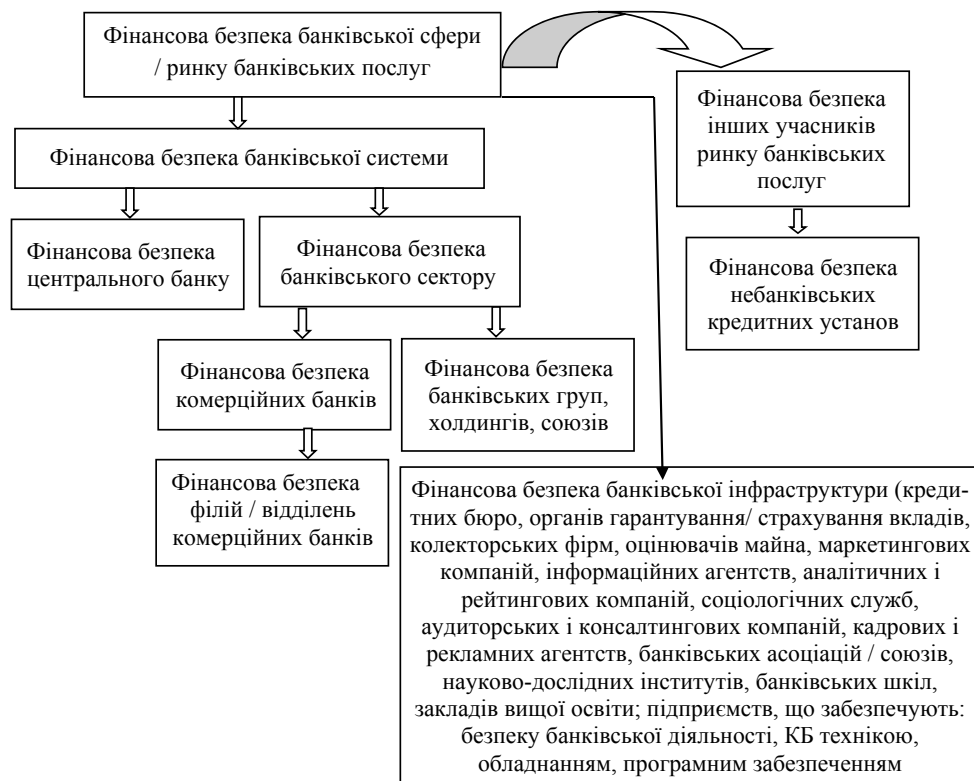 Фінансова безпека банківської сфери
/ ринку банківських послуг
Фінансова безпека
інших учасників
ринку банківських
послуг
Фінансова безпека банківської системи
Фінансова безпека
центрального банку
Фінансова безпека
банківського сектору
Фінансова безпека
небанківських
кредитних установ
Фінансова безпека
комерційних банків
Фінансова безпека
банківських груп,
холдингів, союзів
Фінансова безпека
філій / відділень
комерційних банків
Фінансова безпека банківської інфраструктури (креди-
тних бюро, органів гарантування/ страхування вкладів,
колекторських фірм, оцінювачів майна, маркетингових
компаній, інформаційних агентств, аналітичних і
рейтингових компаній, соціологічних служб,
аудиторських і консалтингових компаній, кадрових і
рекламних агентств, банківських асоціацій / союзів,
науково-дослідних інститутів, банківських шкіл,
закладів вищої освіти; підприємств, що забезпечують:
безпеку банківської діяльності, КБ технікою,
обладнанням, програмним забезпеченням